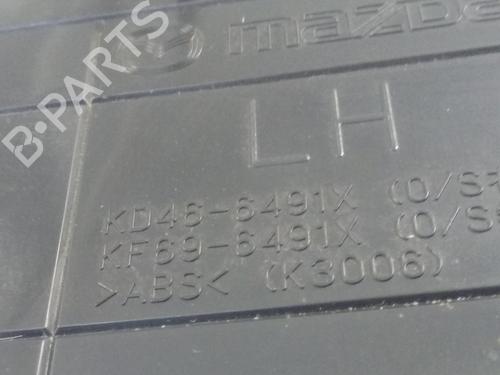 B-PARTS
mazda
LH
KD46-6491X (O/S
KF69-6491X (O/S
>ABS< (K3006)